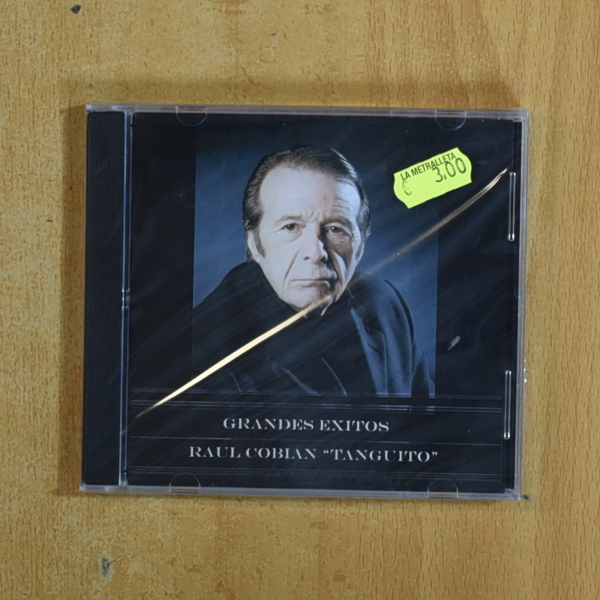 LA METRALLETA
€ 3,00
GRANDES EXITOS
RAUL COBIAN “TANGUITO”